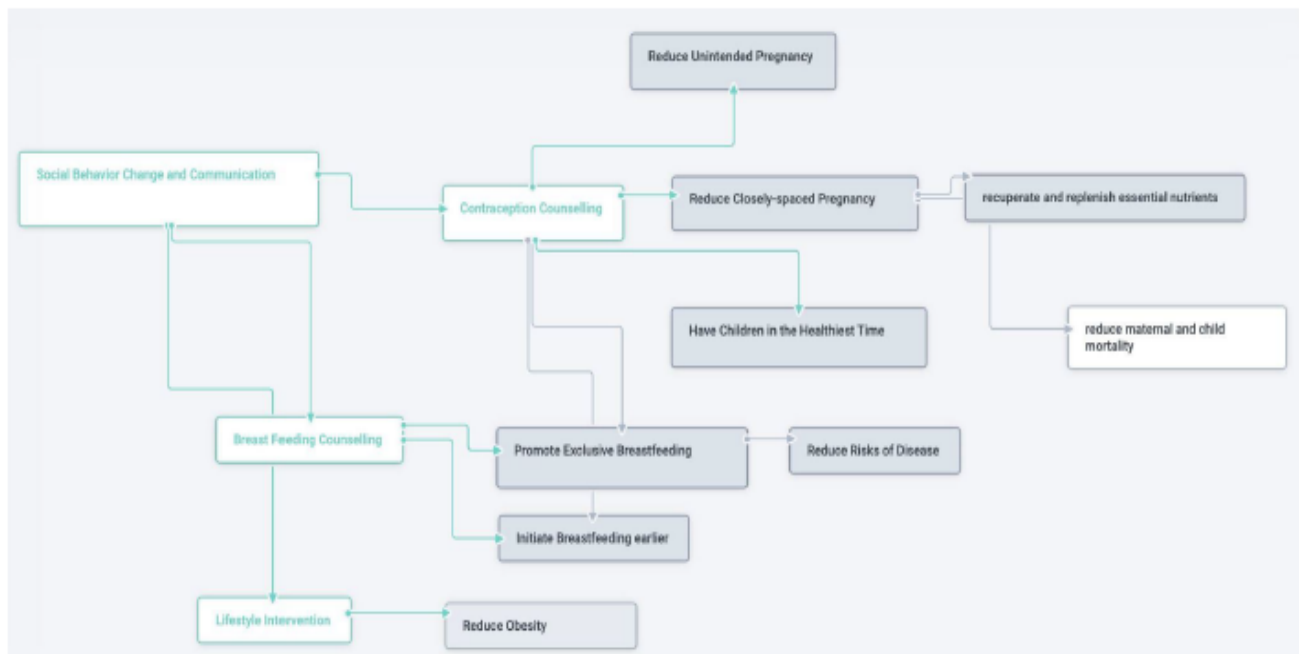 Reduce Unintended Pregnancy
Social Behavior Change and Communication
Contraception Counselling
Reduce Closely-spaced Pregnancy
recuperate and replenish essential nutrients
Have Children in the Healthiest Time
reduce maternal and child
mortality
Breast Feeding Counselling
Promote Exclusive Breastfeeding
Reduce Risks of Disease
Initiate Breastfeeding earlier
Lifestyle Intervention
Reduce Obesity